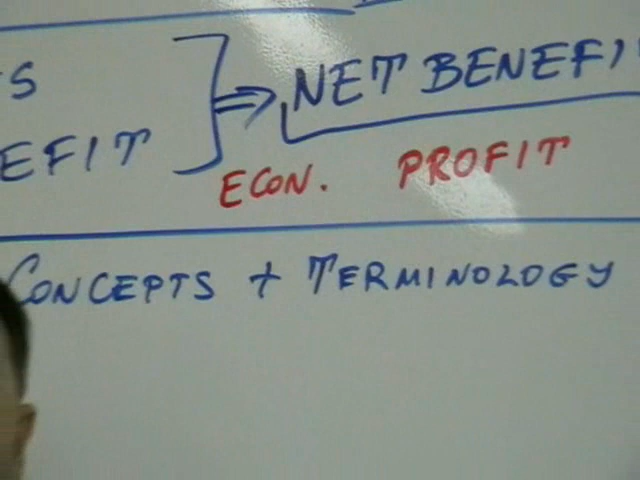 S
EFIT ⇒ NET BENEFI
ECON. PROFIT
CONCEPTS + TERMINOLOGY